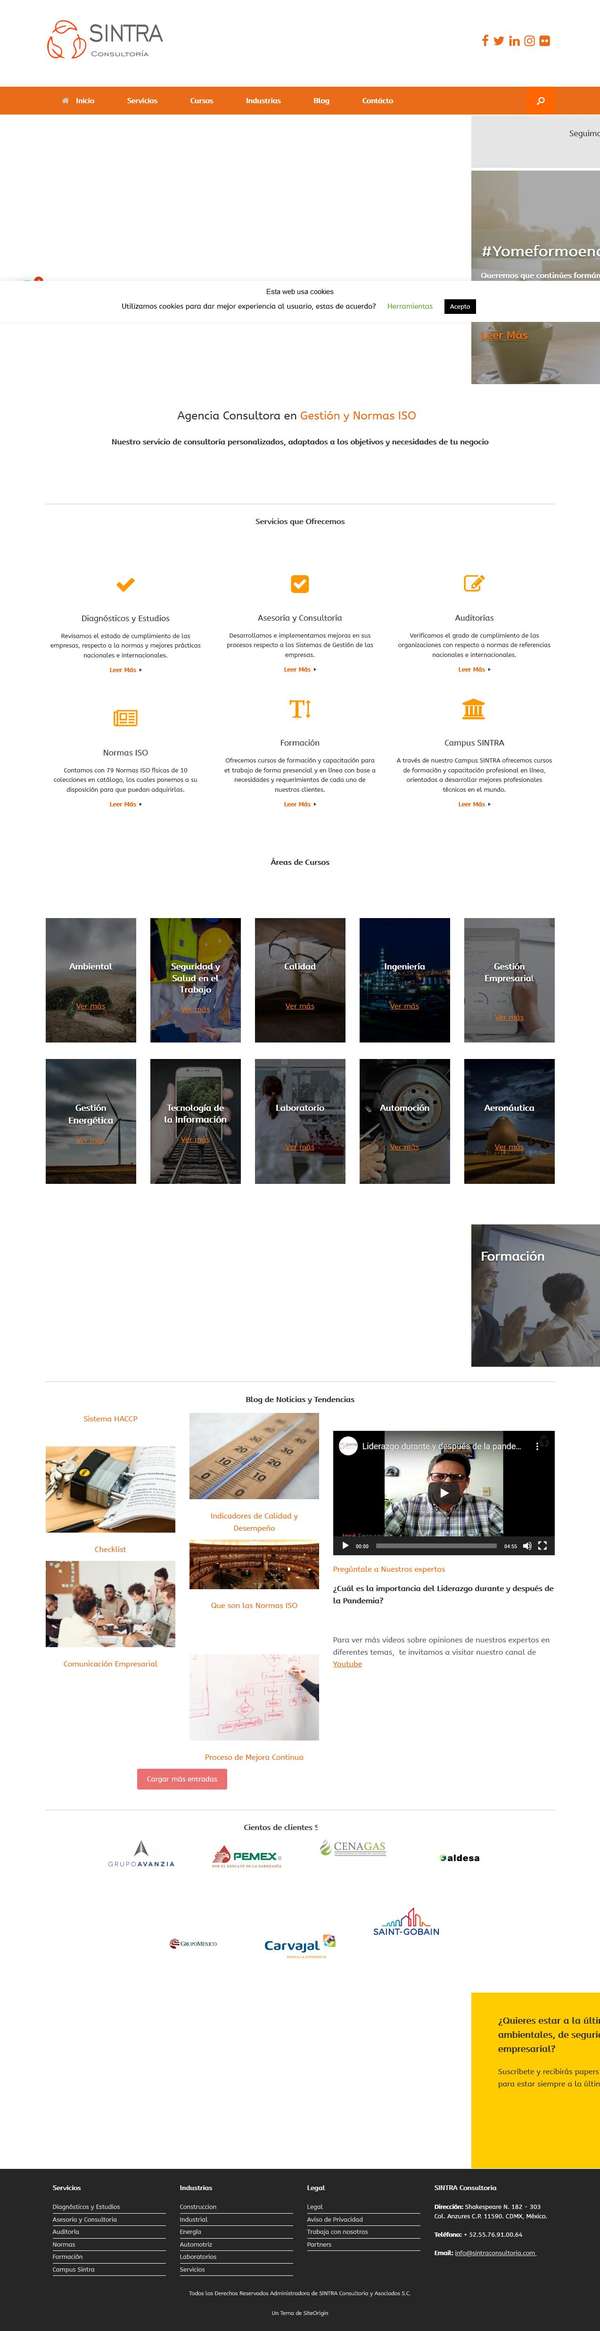 SINTRA
CONSULTORÍA
Inicio
Servicios
Cursos
Industrias
Blog
Contácto
#Yomeformoen
Queremos que continúes formán
Esta web usa cookies
Utilizamos cookies para dar mejor experiencia al usuario, estas de acuerdo? Herramientas Acepto
Leer Más
Agencia Consultora en Gestión y Normas ISO
Nuestro servicio de consultoría personalizados, adaptados a los objetivos y necesidades de tu negocio
Servicios que Ofrecemos
Diagnósticos y Estudios
Revisamos el estado de cumplimiento de las
empresas, respecto a la normas y mejores prácticas
nacionales e internacionales.
Leer Más
Asesoria y Consultoría
Desarrollamos e implementamos mejoras en sus
procesos respecto a los Sistemas de Gestión de las
empresas.
Leer Más
Auditorias
Verificamos el grado de cumplimiento de las
organizaciones con respecto a normas de referencias
nacionales e internacionales.
Leer Más
Normas ISO
Contamos con 79 Normas ISO físicas de 10
colecciones en catálogo, los cuales ponemos a su
disposición para que puedan adquirirlas.
Leer Más
Formación
Ofrecemos cursos de formación y capacitación para
el trabajo de forma presencial y en línea con base a
necesidades y requerimientos de cada uno de
nuestros clientes.
Leer Más
Campus SINTRA
A través de nuestro Campus SINTRA ofrecemos cursos
de formación y capacitación profesional en línea,
orientados a desarrollar mejores profesionales
técnicos en el mundo.
Leer Más
Áreas de Cursos
Ambiental
Ver más
Seguridad y
Salud en el
Trabajo
Ver más
Calidad
Ver más
Ingeniería
Ver más
Gestión
Empresarial
Ver más
Gestión
Energética
Ver más
Tecnología de
la Información
Ver más
Laboratorio
Ver más
Automoción
Ver más
Aeronáutica
Ver más
Formación
Blog de Noticias y Tendencias
Sistema HACCP
Checklist
Comunicación Empresarial
Indicadores de Calidad y
Desempeño
Que son las Normas ISO
Proceso de Mejora Continua
Cargar más entradas
Liderazgo durante y después de la pande...
00:00
04:55
Pregúntale a Nuestros expertos
¿Cuál es la importancia del Liderazgo durante y después de
la Pandemia?
Para ver más videos sobre opiniones de nuestros expertos en
diferentes temas, te invitamos a visitar nuestro canal de
Youtube
Cientos de clientes
GRUPOAVANZIA
PEMEX
CENAGAS
aldesa
GRUPOMÉXICO
Carvajal
SAINT-GOBAIN
¿Quieres estar a la últi
ambientales, de seguri
empresarial?
Suscríbete y recibirás papers
para estar siempre a la últim
Servicios
Diagnósticos y Estudios
Asesoria y Consultoria
Auditoria
Normas
Formación
Campus Sintra
Industrias
Construccion
Industrial
Energia
Automotriz
Laboratorios
Servicios
Legal
Legal
Aviso de Privacidad
Trabaja con nosotros
Partners
SINTRA Consultoría
Dirección: Shakespeare N. 182 – 303
Col. Anzures C.P. 11590. CDMX, México.
Teléfono: + 52.55.76.91.00.64
Email: info@sintraconsultoria.com
Todos los Derechos Reservados Administradora de SINTRA Consultoría y Asociados S.C.
Un Tema de SiteOrigin